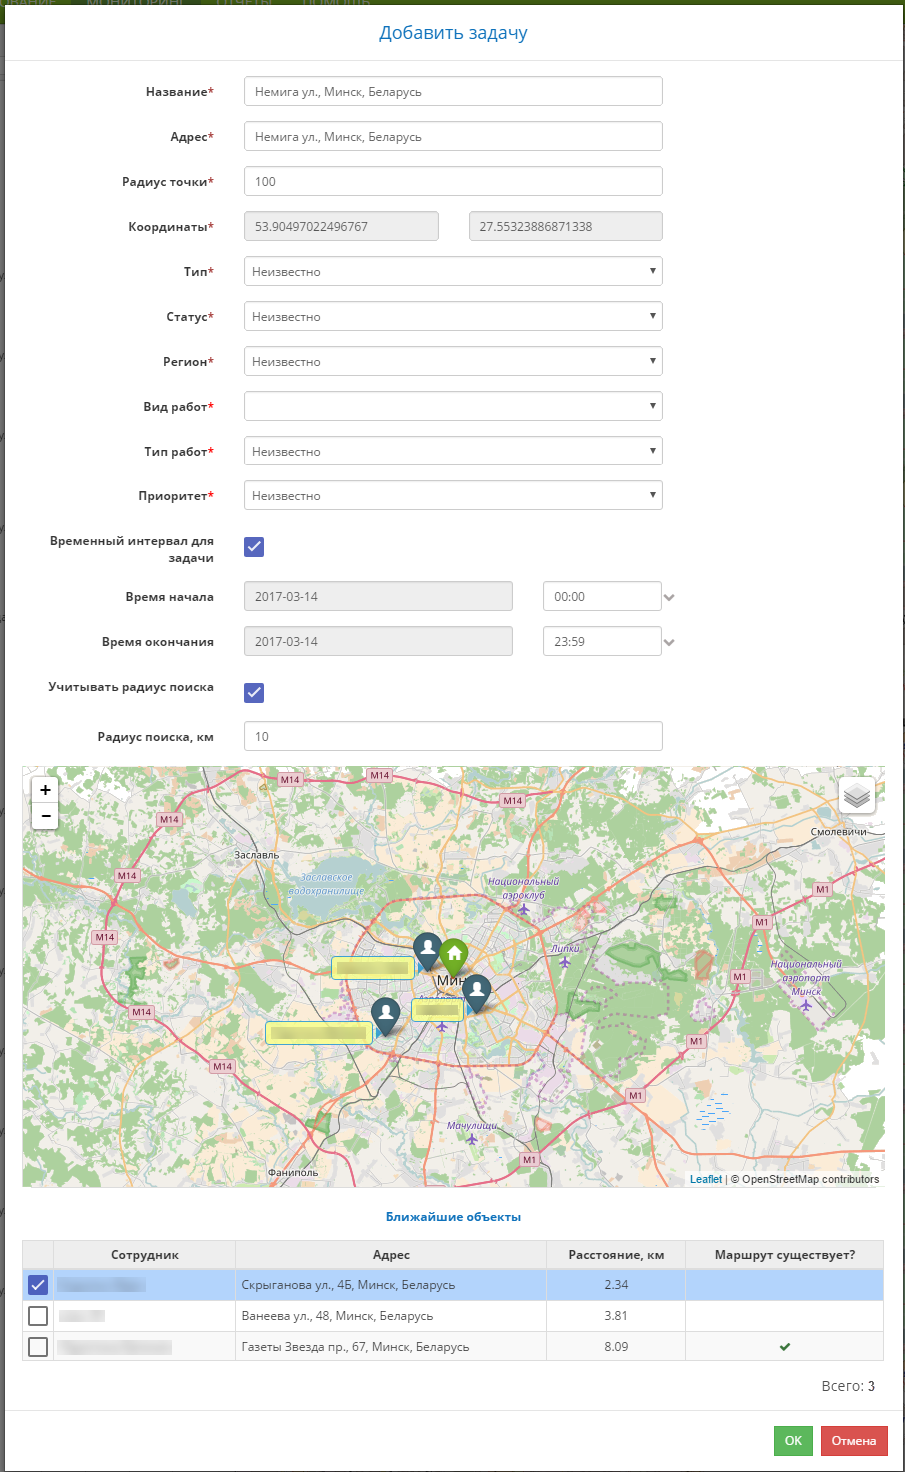 МОНИТОРИНГ ОТЧЕТЫ ПОМОЩЬ
Добавить задачу
Название* Немига ул., Минск, Беларусь
Адрес* Немига ул., Минск, Беларусь
Радиус точки* 100
Координаты* 53.90497022496767 27.55323886871338
Тип* Неизвестно
Статус* Неизвестно
Регион* Неизвестно
Вид работ*
Тип работ* Неизвестно
Приоритет* Неизвестно
Временный интервал для
задачи
Время начала 2017-03-14 00:00
Время окончания 2017-03-14 23:59
Учитывать радиус поиска
Радиус поиска, км 10
+
−
M14
M14
M14
M14
Смолевичи
Заславль
M14
Заславское
водохранилище
Национальный
аэроклуб
M1
M1
M14
Липки
Национальный
аэропорт
Минск
M1
M14
M1
M14
M1
Мачулищи
M1
Фаниполь
Leaflet | © OpenStreetMap contributors
Ближайшие объекты
Сотрудник Адрес Расстояние, км Маршрут существует?
Скрыганова ул., 4Б, Минск, Беларусь 2.34
Ванеева ул., 48, Минск, Беларусь 3.81
Газеты Звезда пр., 67, Минск, Беларусь 8.09
Всего: 3
OK Отмена